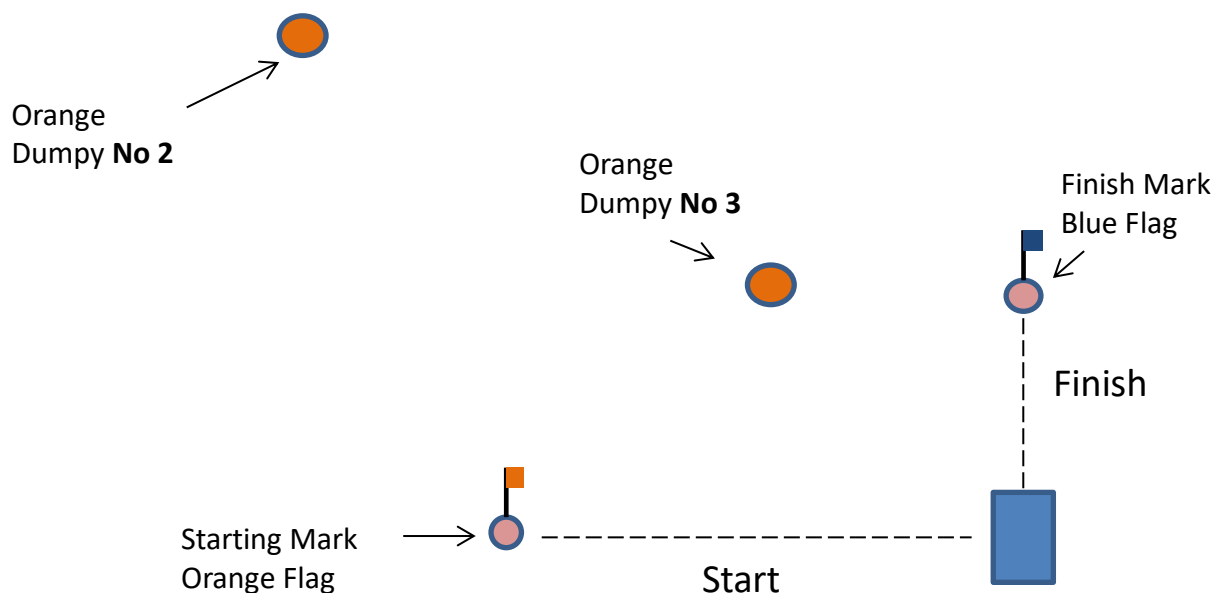 Orange
Dumpy No 2
Orange
Dumpy No 3
Finish Mark
Blue Flag
Finish
Starting Mark
Orange Flag
Start